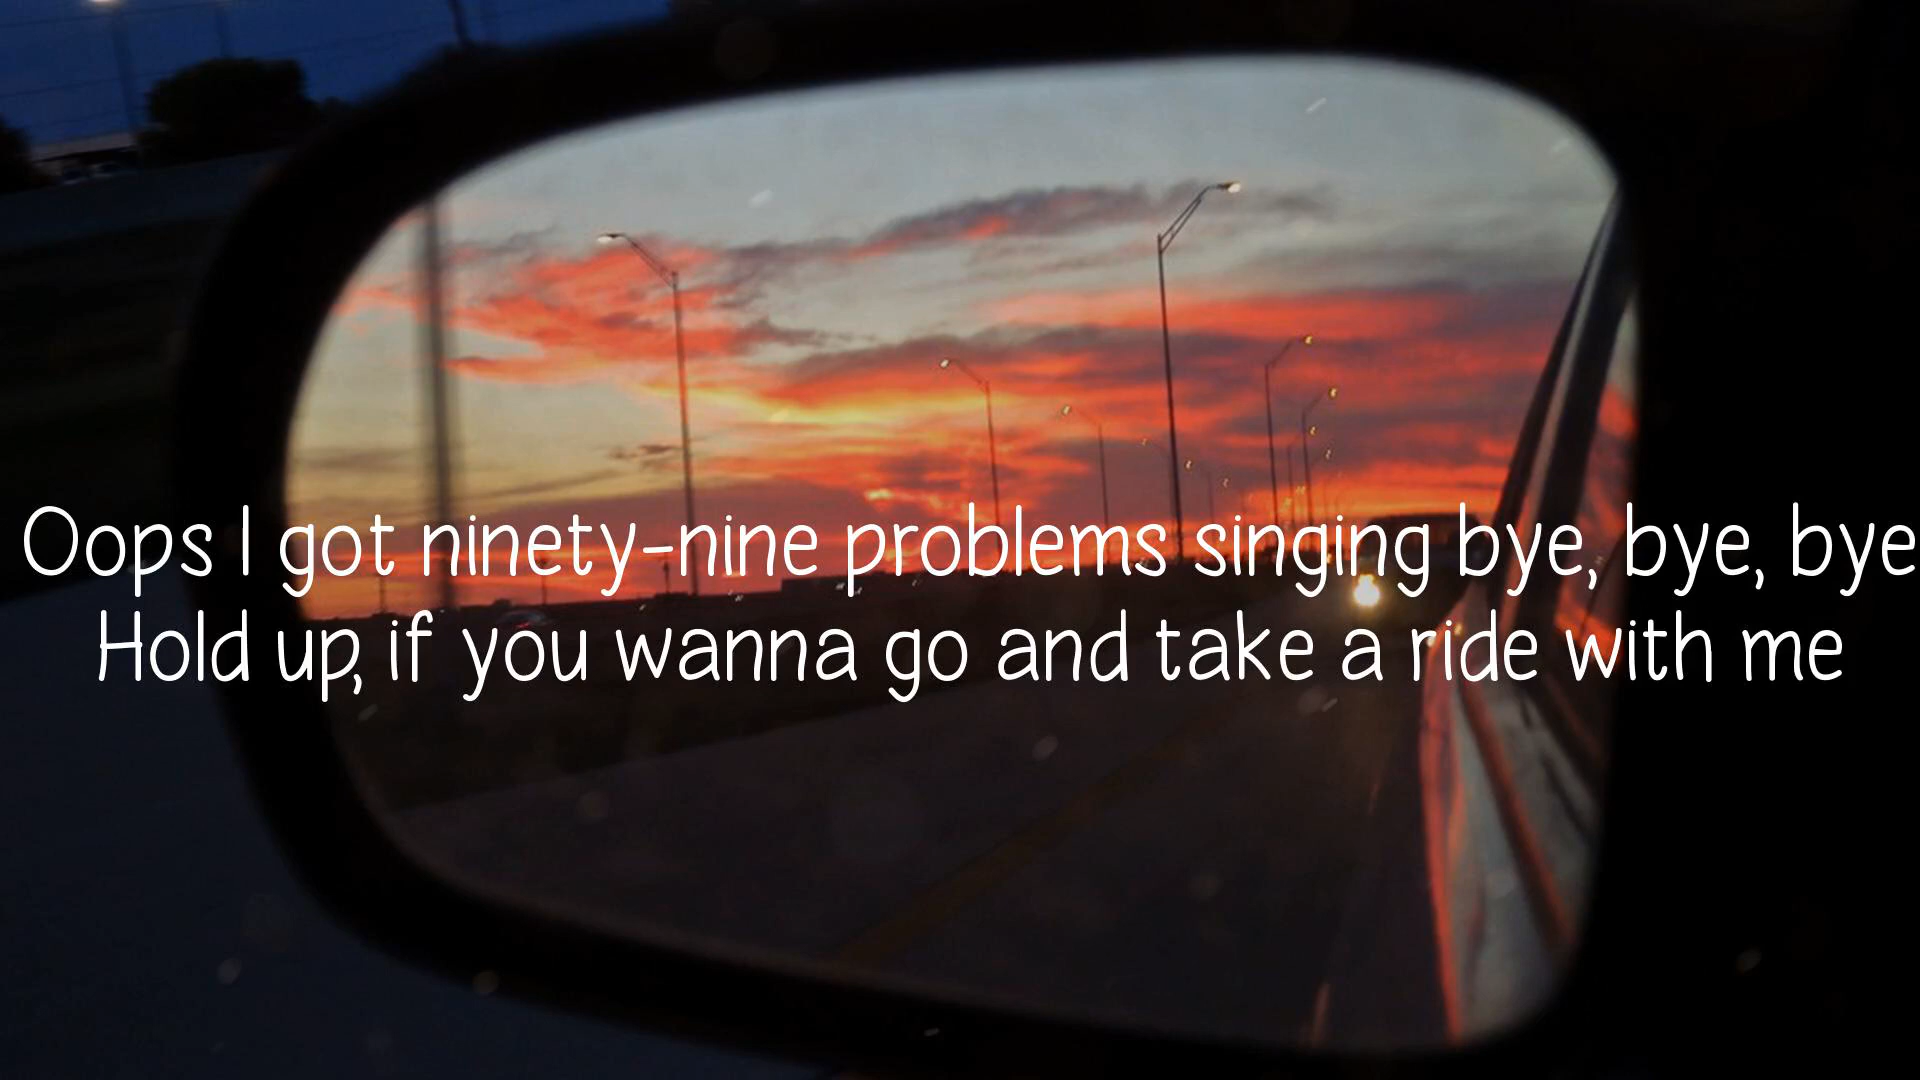 Oops I got ninety-nine problems singing bye, bye, bye
Hold up, if you wanna go and take a ride with me